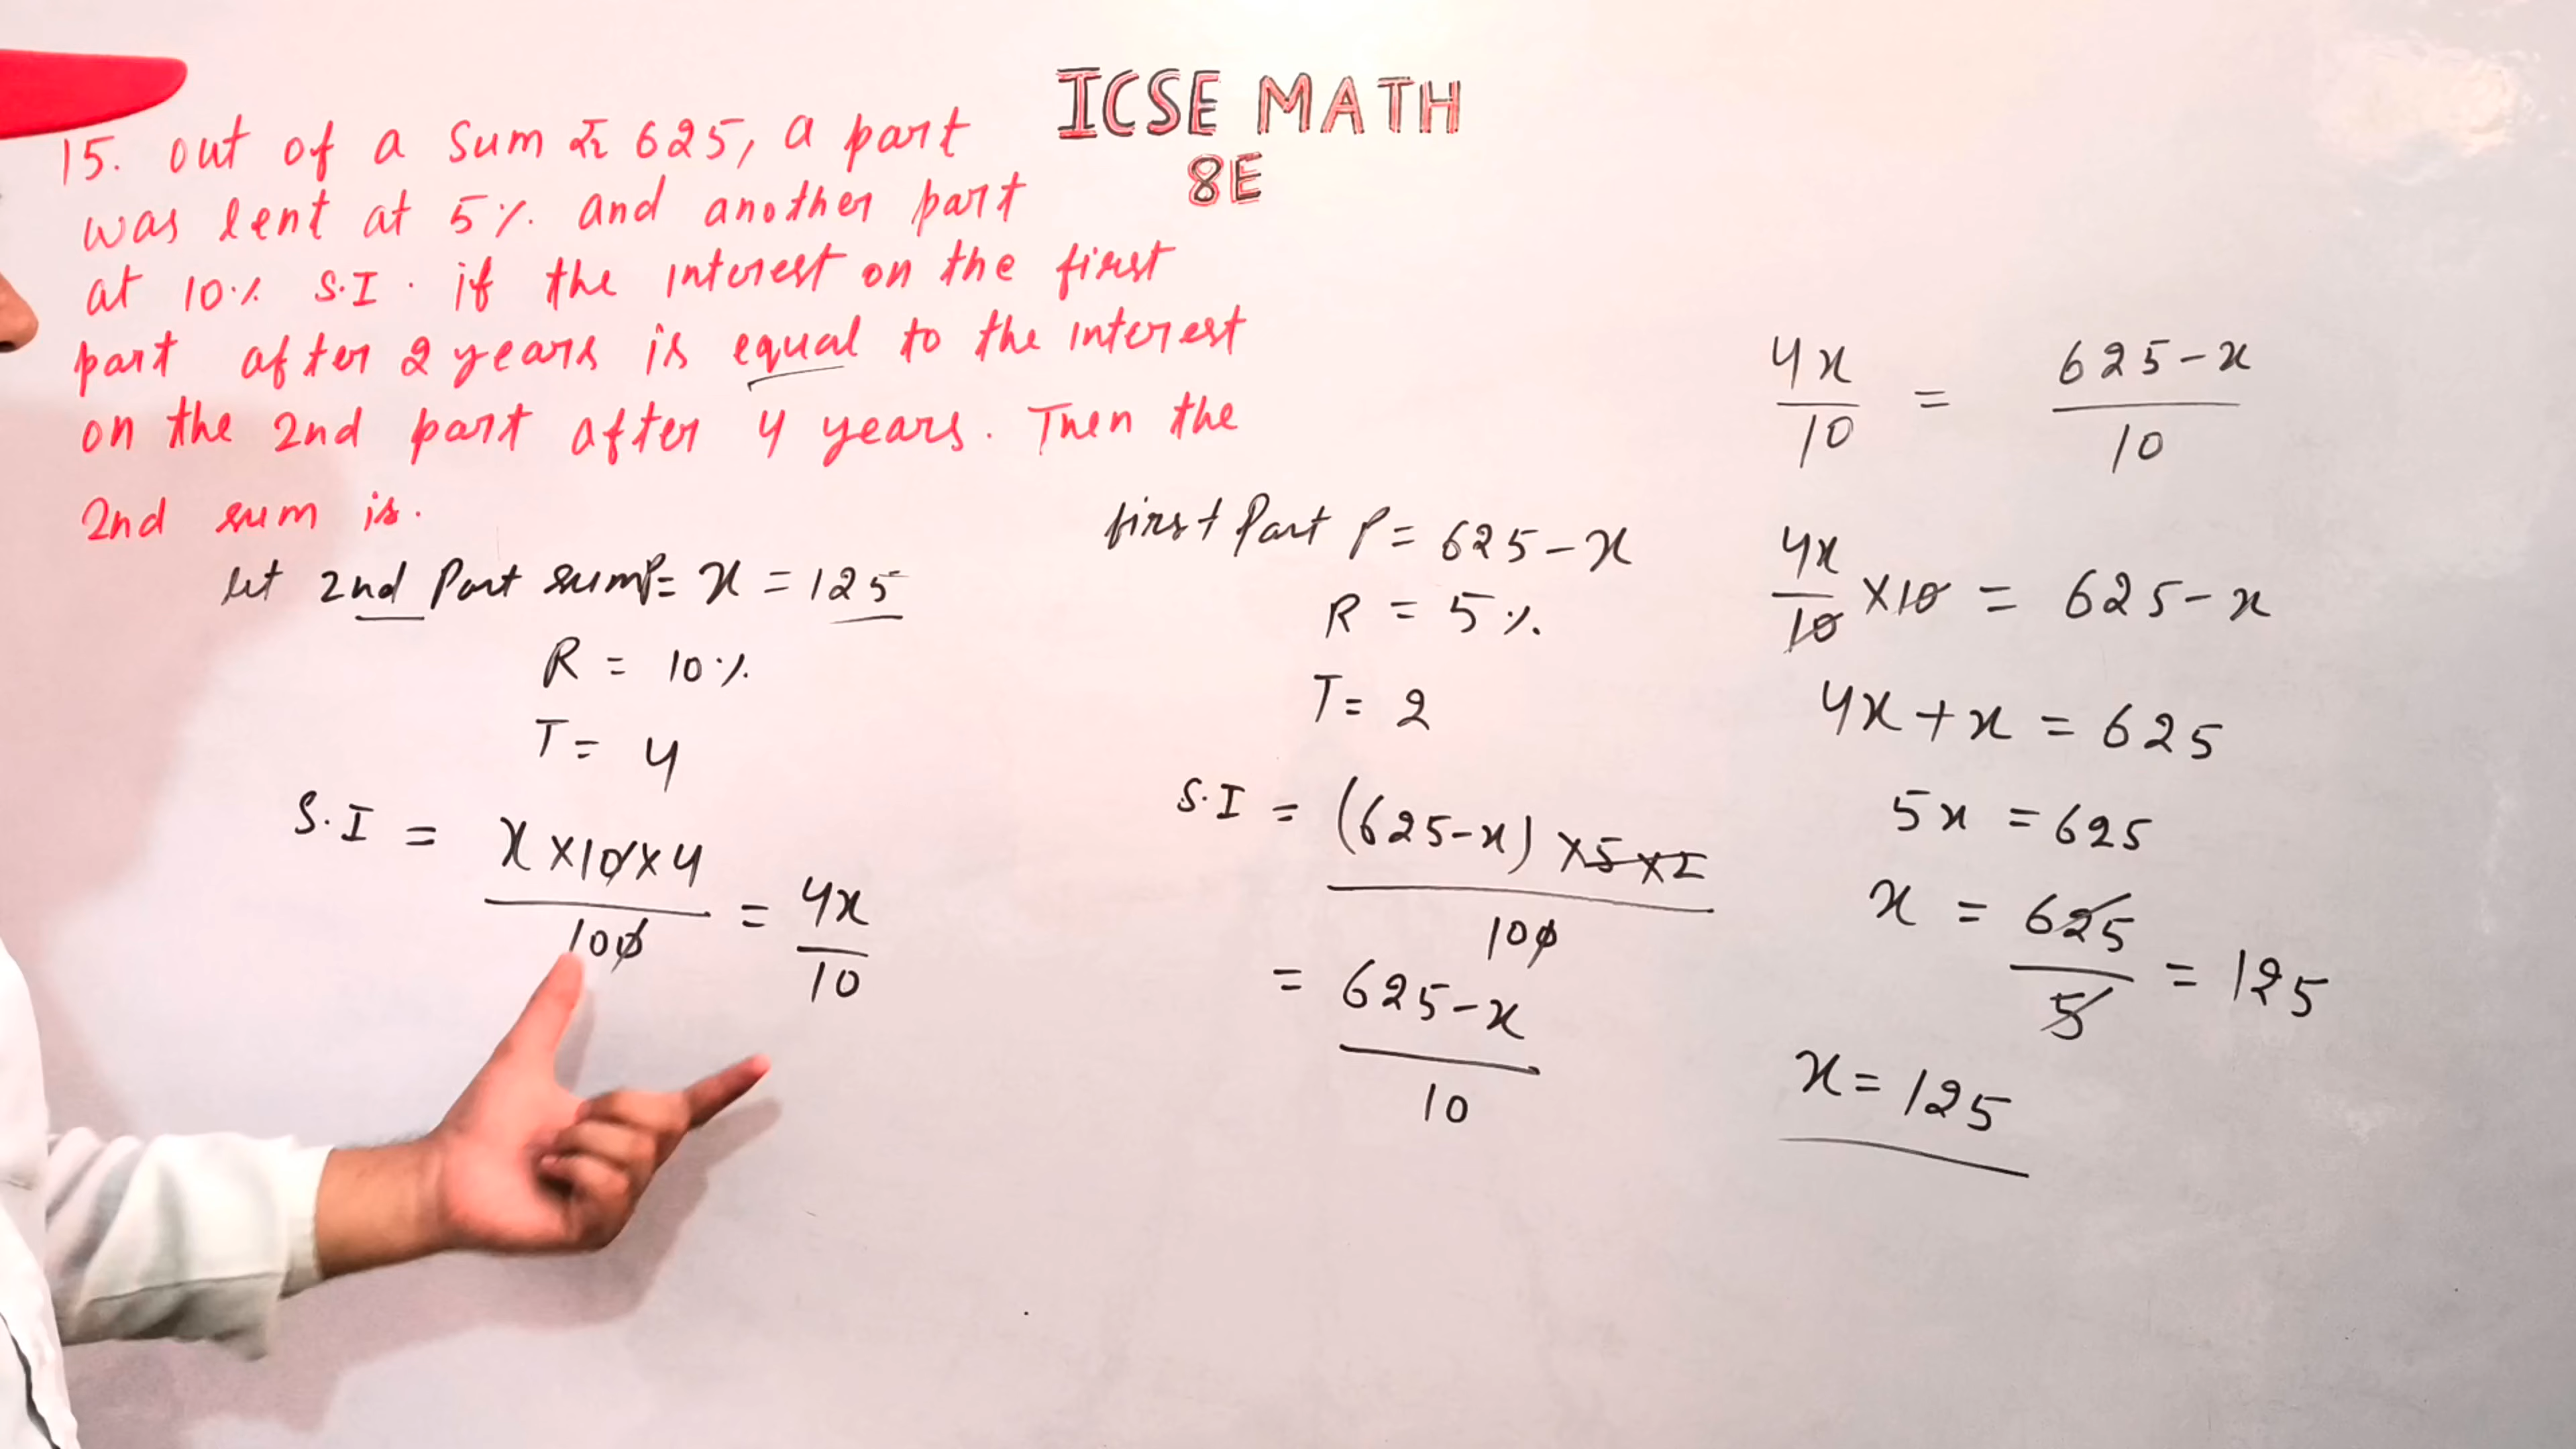 ICSE MATH
8E
15. out of a sum ₹ 625, a part
was lent at 5% and another part
at 10% S.I. if the interest on the first
part after 2 years is equal to the interest
on the 2nd part after 4 years. Then the
2nd sum is.
let 2nd Part sum P= x = 125
R = 10%
T = 4
S.I = x×10×4/100 = 4x/10
first Part P = 625-x
R = 5%
T = 2
S.I = (625-x)×5×2/100
= 625-x/10
4x/10 = 625-x/10
4x/10 ×10 = 625-x
4x+x = 625
5x = 625
x = 625/5 = 125
x = 125